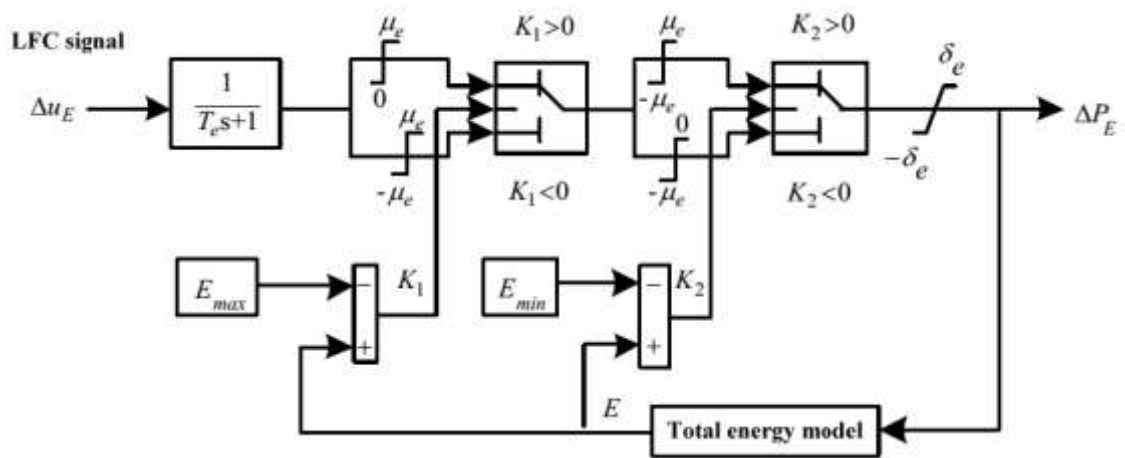 LFC signal
Δu_E
1
T_e s+1
μ_e
0
μ_e
-μ_e
K_1>0
K_1<0
μ_e
-μ_e
0
-μ_e
K_2>0
K_2<0
δ_e
-δ_e
ΔP_E
E_max
-
+
K_1
E_min
-
+
K_2
E
Total energy model